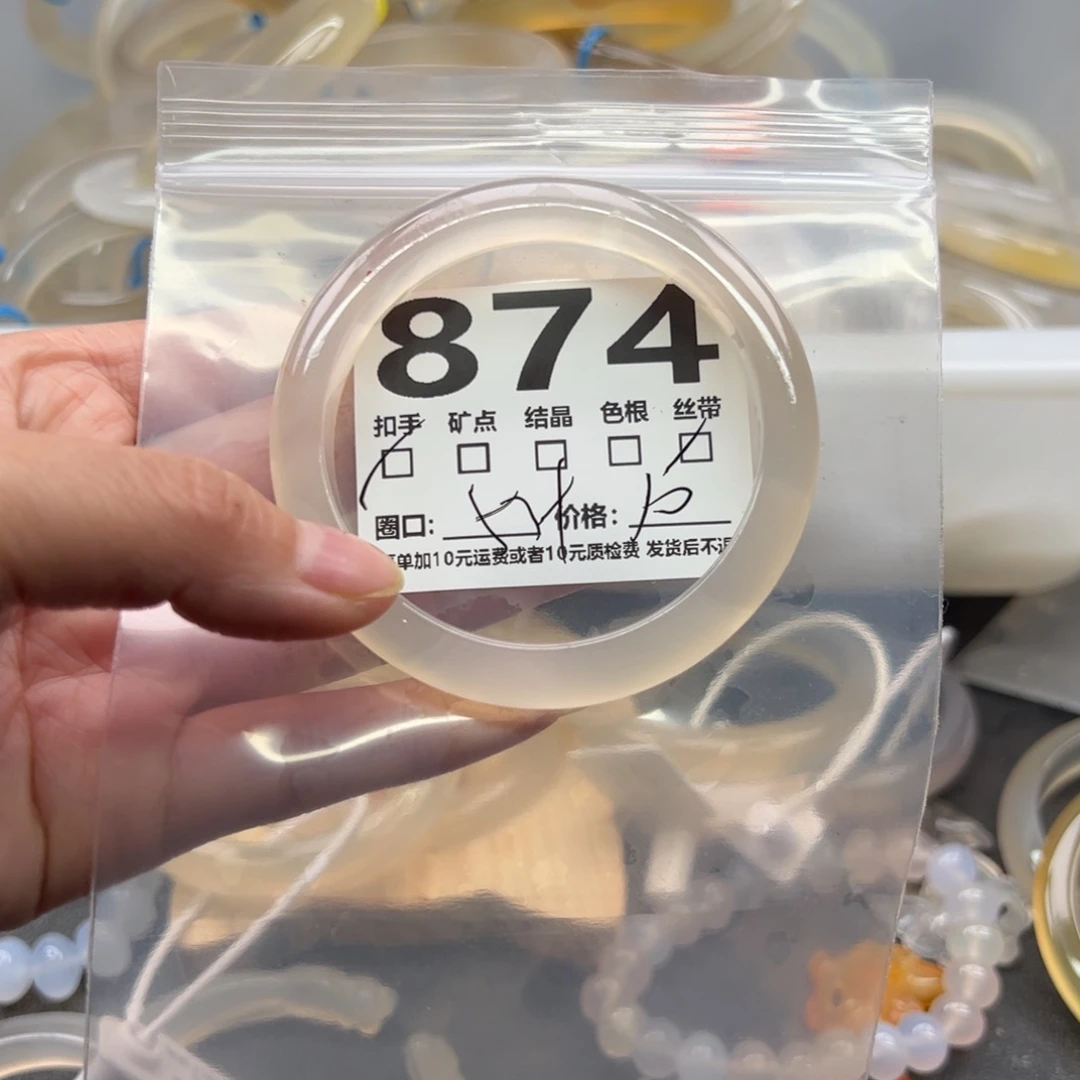 874
扣手 矿点 结晶 色根 丝带
圈口: 价格:
单加10元运费或者10元质检费 发货后不退